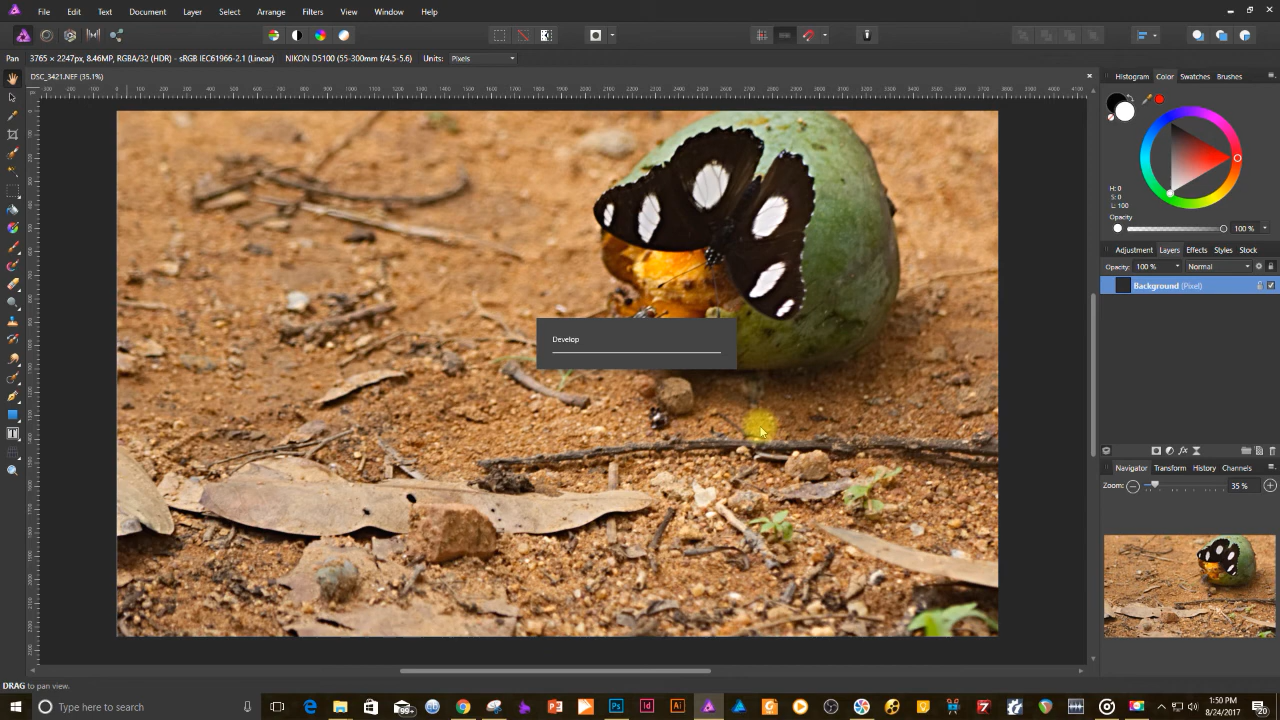 File Edit Text Document Layer Select Arrange Filters View Window Help
Pan 3765 x 2247px, 8.46MP, RGBA/32 (HDR) - sRGB IEC61966-2.1 (Linear) NIKON D5100 (55-300mm f/4.5-5.6) Units: Pixels
DSC_3421.NEF (35.1%)
Histogram Color Swatches Brushes
H: 0
S: 0
L: 100
Opacity
100 %
Adjustment Layers Effects Styles Stock
Opacity: 100 % Normal
Background (Pixel)
Develop
Navigator Transform History Channels
Zoom: 35 %
DRAG to pan view.
Type here to search
1:50 PM
8/24/2017